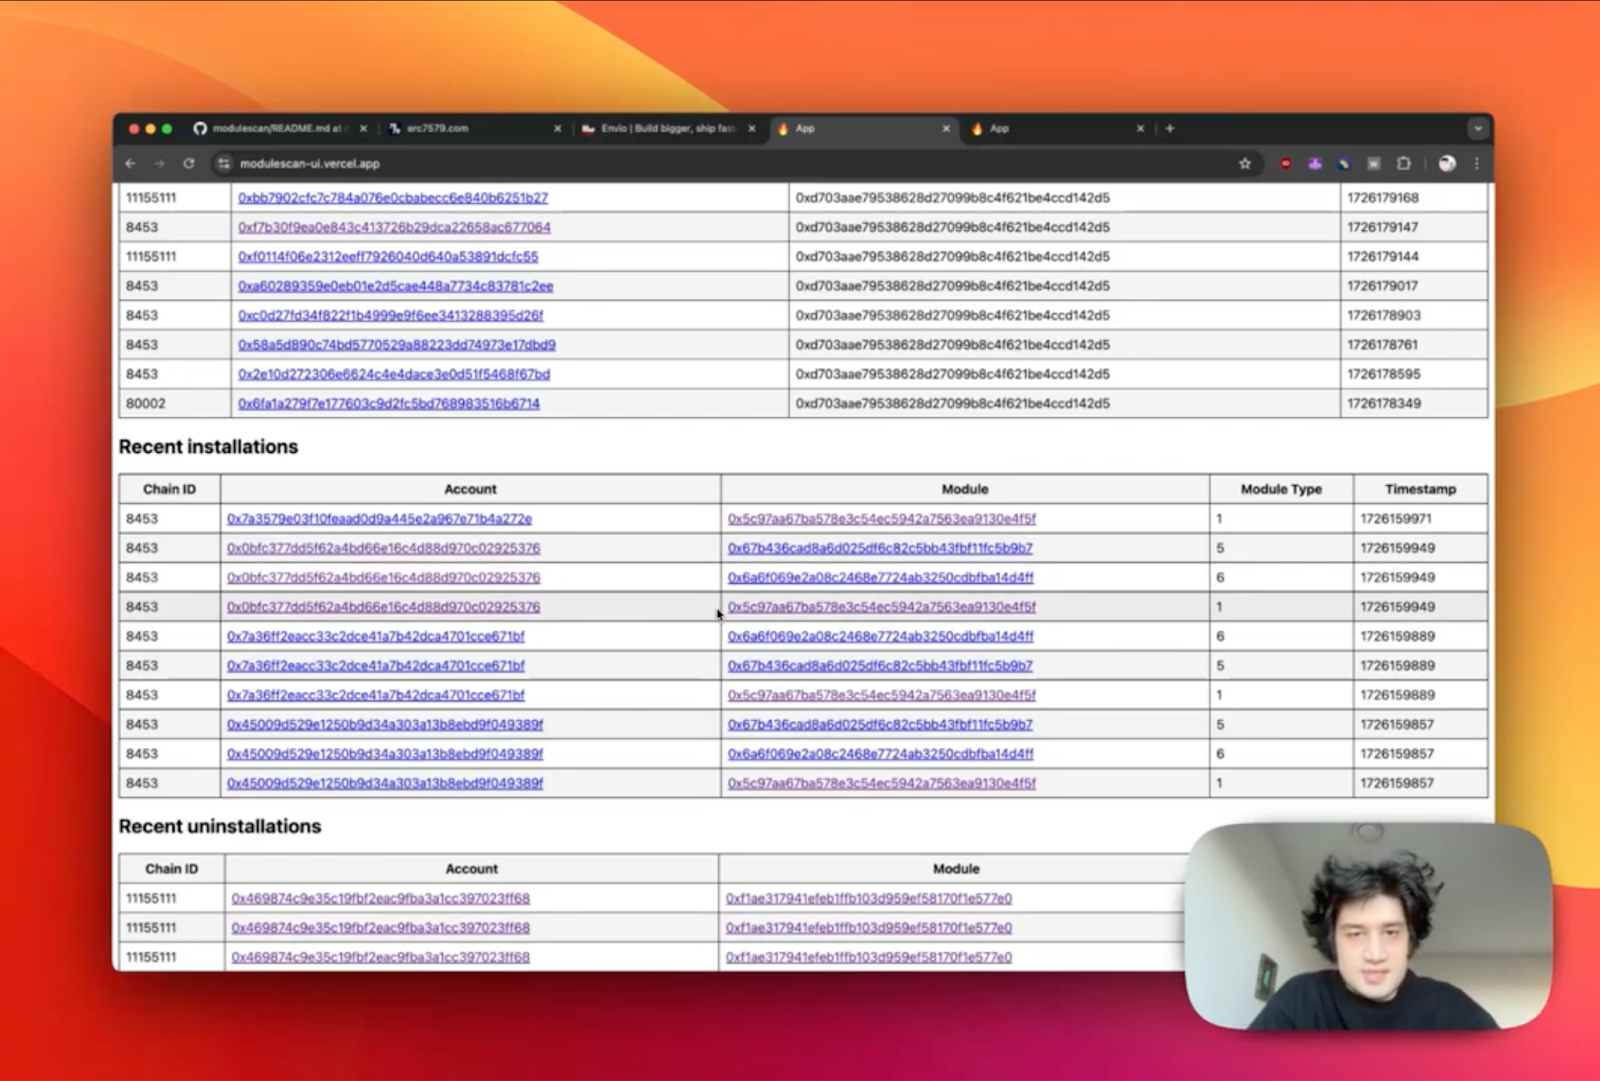 modulescan/README.md at
erc7579.com
Envio | Build bigger, ship fast
App
App
modulescan-ui.vercel.app
11155111 0xbb7902cfc7c784a076e0cbabecc6e840b6251b27 0xd703aae79538628d27099b8c4f621be4ccd142d5 1726179168
8453 0xf7b30f9ea0e843c413726b29dca22658ac677064 0xd703aae79538628d27099b8c4f621be4ccd142d5 1726179147
11155111 0xf0114f06e2312eeff7926040d640a53891dcfc55 0xd703aae79538628d27099b8c4f621be4ccd142d5 1726179144
8453 0xa60289359e0eb01e2d5cae448a7734c83781c2ee 0xd703aae79538628d27099b8c4f621be4ccd142d5 1726179017
8453 0xc0d27fd34f822f1b4999e9f6ee3413288395d26f 0xd703aae79538628d27099b8c4f621be4ccd142d5 1726178903
8453 0x58a5d890c74bd5770529a88223dd74973e17dbd9 0xd703aae79538628d27099b8c4f621be4ccd142d5 1726178761
8453 0x2e10d272306e6624c4e4dace3e0d51f5468f67bd 0xd703aae79538628d27099b8c4f621be4ccd142d5 1726178595
80002 0x6fa1a279f7e177603c9d2fc5bd768983516b6714 0xd703aae79538628d27099b8c4f621be4ccd142d5 1726178349
Recent installations
Chain ID Account Module Module Type Timestamp
8453 0x7a3579e03f10feaad0d9a445e2a967e71b4a272e 0x5c97aa67ba578e3c54ec5942a7563ea9130e4f5f 1 1726159971
8453 0x0bfc377dd5f62a4bd66e16c4d88d970c02925376 0x67b436cad8a6d025df6c82c5bb43fbf11fc5b9b7 5 1726159949
8453 0x0bfc377dd5f62a4bd66e16c4d88d970c02925376 0x6a6f069e2a08c2468e7724ab3250cdbfba14d4ff 6 1726159949
8453 0x0bfc377dd5f62a4bd66e16c4d88d970c02925376 0x5c97aa67ba578e3c54ec5942a7563ea9130e4f5f 1 1726159949
8453 0x7a36ff2eacc33c2dce41a7b42dca4701cce671bf 0x6a6f069e2a08c2468e7724ab3250cdbfba14d4ff 6 1726159889
8453 0x7a36ff2eacc33c2dce41a7b42dca4701cce671bf 0x67b436cad8a6d025df6c82c5bb43fbf11fc5b9b7 5 1726159889
8453 0x7a36ff2eacc33c2dce41a7b42dca4701cce671bf 0x5c97aa67ba578e3c54ec5942a7563ea9130e4f5f 1 1726159889
8453 0x45009d529e1250b9d34a303a13b8ebd9f049389f 0x67b436cad8a6d025df6c82c5bb43fbf11fc5b9b7 5 1726159857
8453 0x45009d529e1250b9d34a303a13b8ebd9f049389f 0x6a6f069e2a08c2468e7724ab3250cdbfba14d4ff 6 1726159857
8453 0x45009d529e1250b9d34a303a13b8ebd9f049389f 0x5c97aa67ba578e3c54ec5942a7563ea9130e4f5f 1 1726159857
Recent uninstallations
Chain ID Account Module
11155111 0x469874c9e35c19fbf2eac9fba3a1cc397023ff68 0xf1ae317941efeb1ffb103d959ef58170f1e577e0
11155111 0x469874c9e35c19fbf2eac9fba3a1cc397023ff68 0xf1ae317941efeb1ffb103d959ef58170f1e577e0
11155111 0x469874c9e35c19fbf2eac9fba3a1cc397023ff68 0xf1ae317941efeb1ffb103d959ef58170f1e577e0